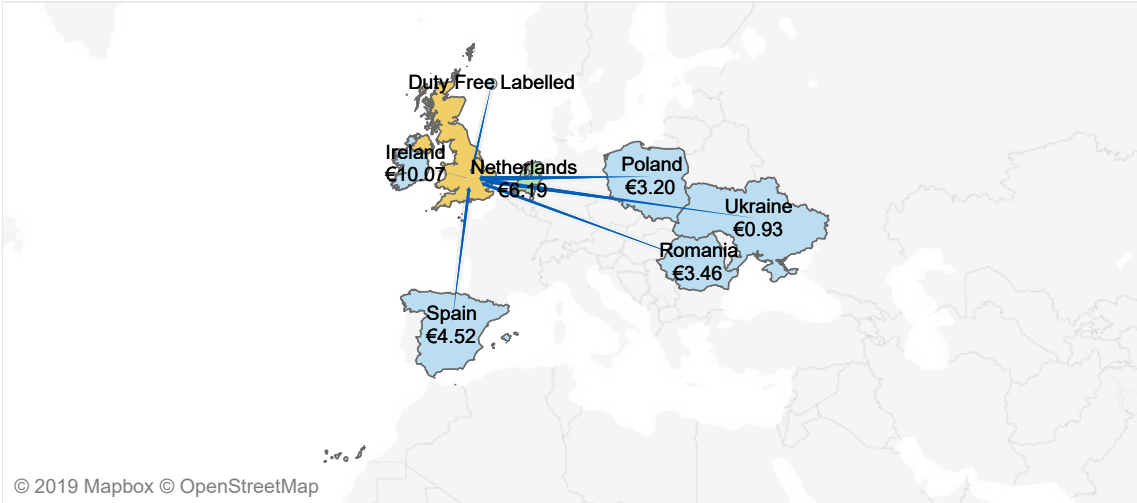 Duty Free Labelled
Ireland
€10.07
Netherlands
€6.19
Poland
€3.20
Ukraine
€0.93
Romania
€3.46
Spain
€4.52
© 2019 Mapbox © OpenStreetMap